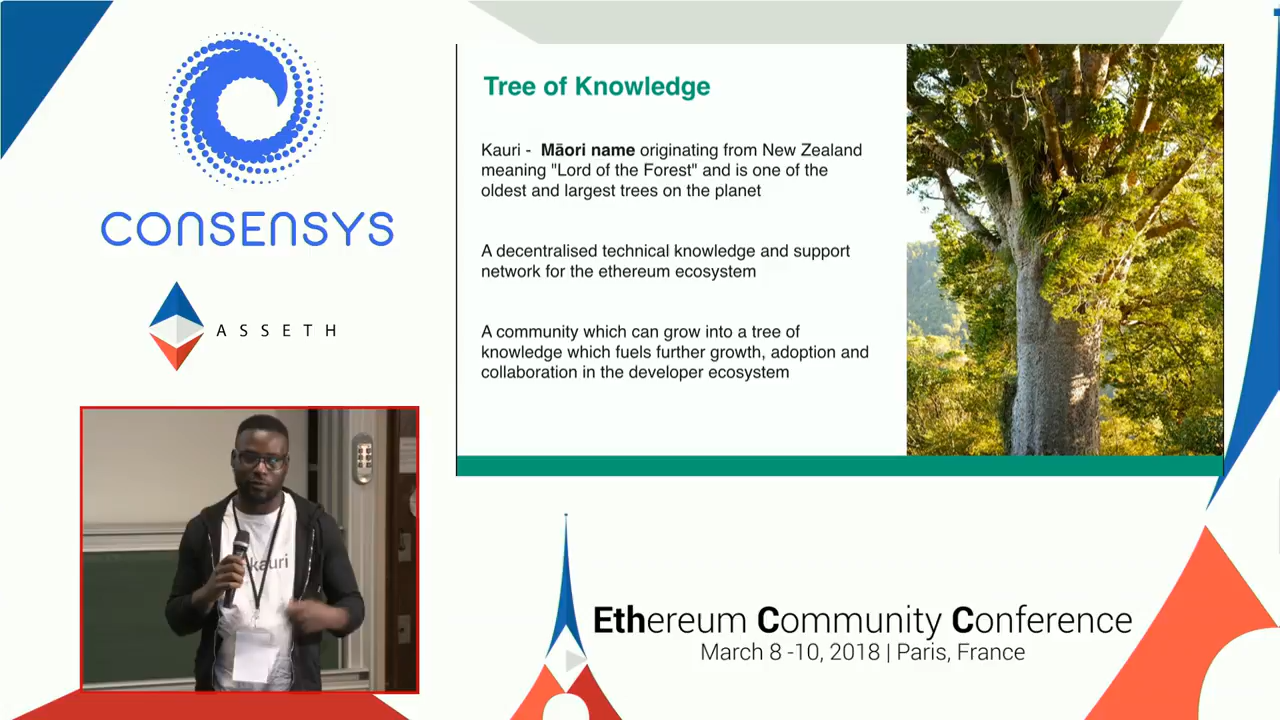 CONSENSYS
ASSETH
Tree of Knowledge
Kauri - Māori name originating from New Zealand
meaning "Lord of the Forest" and is one of the
oldest and largest trees on the planet
A decentralised technical knowledge and support
network for the ethereum ecosystem
A community which can grow into a tree of
knowledge which fuels further growth, adoption and
collaboration in the developer ecosystem
kauri
Ethereum Community Conference
March 8 -10, 2018 | Paris, France